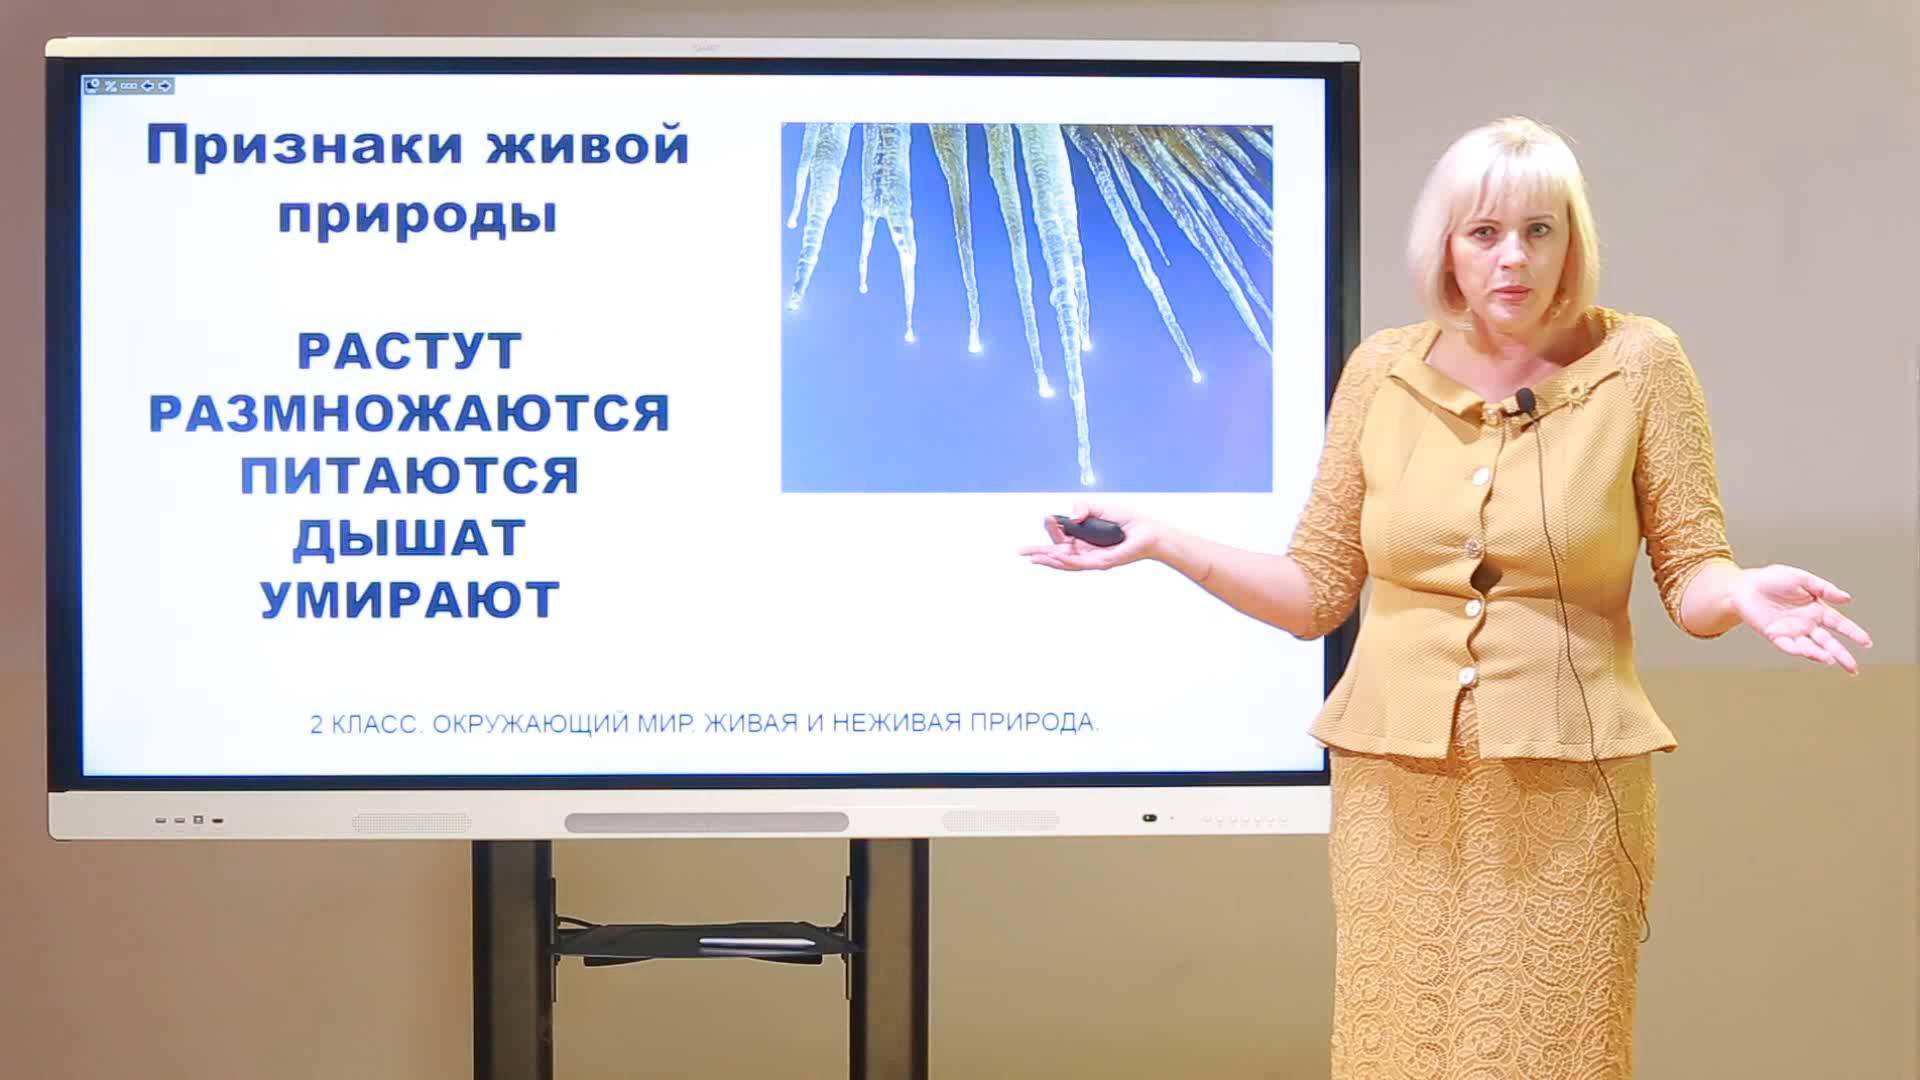 Признаки живой
природы
РАСТУТ
РАЗМНОЖАЮТСЯ
ПИТАЮТСЯ
ДЫШАТ
УМИРАЮТ
2 КЛАСС. ОКРУЖАЮЩИЙ МИР. ЖИВАЯ И НЕЖИВАЯ ПРИРОДА.